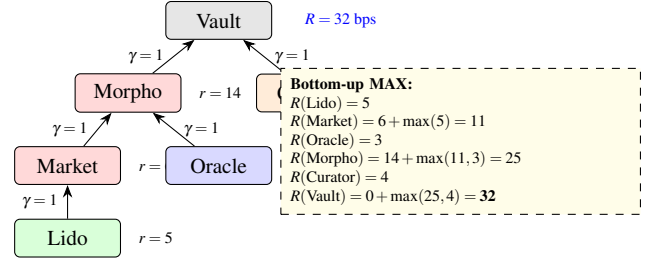 Vault
R = 32 bps
γ = 1
γ = 1
Morpho
r = 14
Bottom-up MAX:
R(Lido) = 5
R(Market) = 6 + max(5) = 11
R(Oracle) = 3
R(Morpho) = 14 + max(11, 3) = 25
R(Curator) = 4
R(Vault) = 0 + max(25, 4) = 32
γ = 1
γ = 1
Market
r =
Oracle
γ = 1
Lido
r = 5